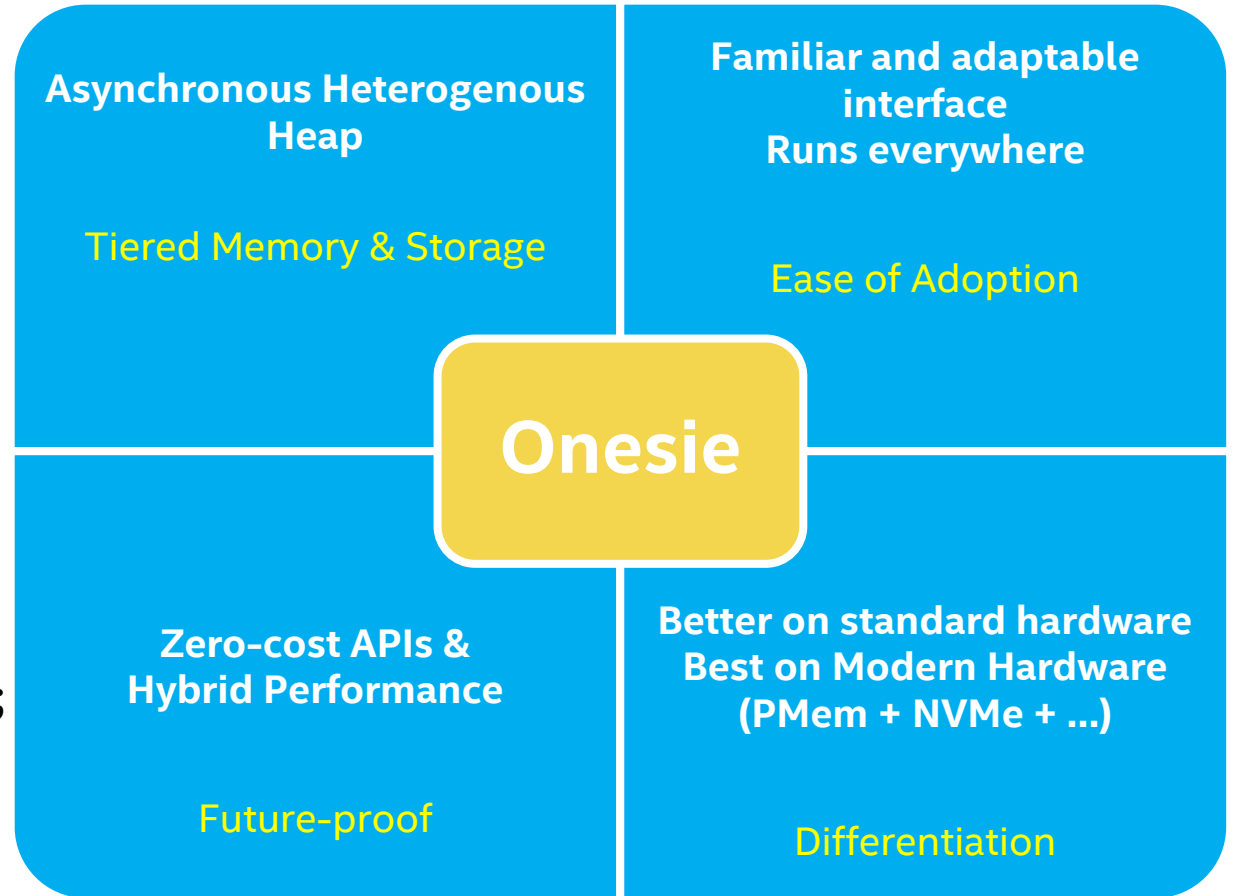 Asynchronous Heterogenous
Heap
Tiered Memory & Storage
Familiar and adaptable
interface
Runs everywhere
Ease of Adoption
Onesie
Zero-cost APIs &
Hybrid Performance
Future-proof
Better on standard hardware
Best on Modern Hardware
(PMem + NVMe + ...)
Differentiation